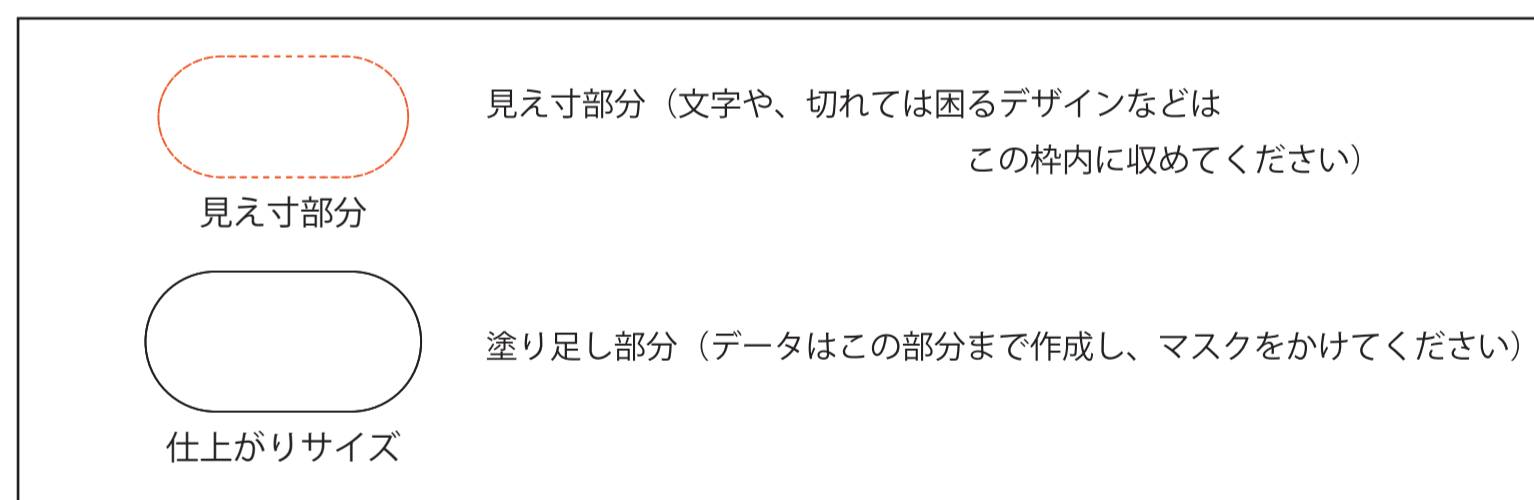 見え寸部分（文字や、切れては困るデザインなどは
この枠内に収めてください）
見え寸部分
塗り足し部分（データはこの部分まで作成し、マスクをかけてください）
仕上がりサイズ